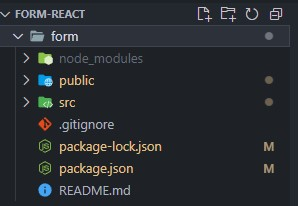 FORM-REACT
form
node_modules
public
src
.gitignore
package-lock.json M
package.json M
README.md